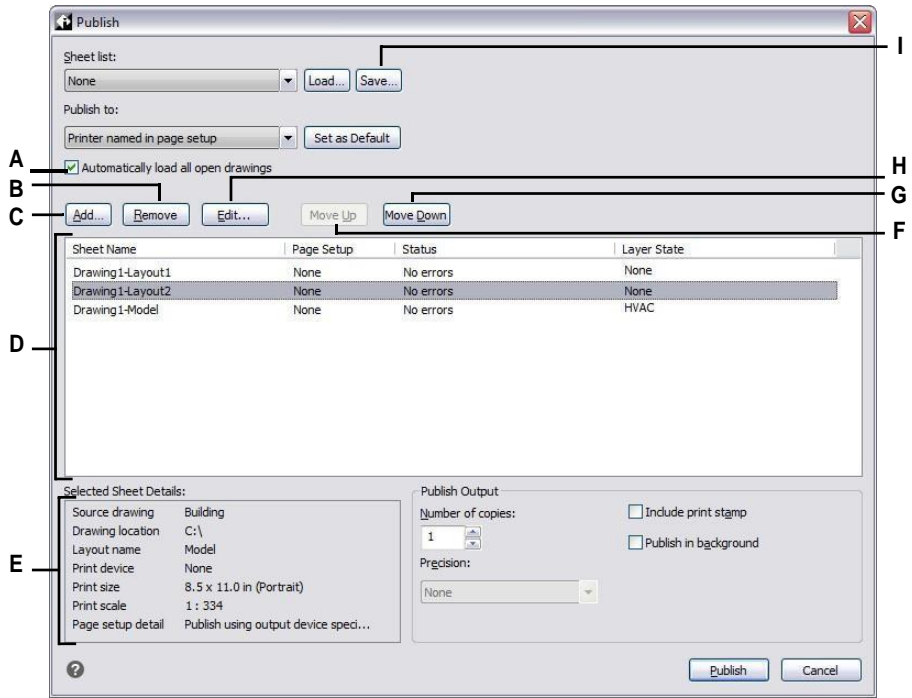 Publish
I
Sheet list:
None Load... Save...
Publish to:
Printer named in page setup Set as Default
A
Automatically load all open drawings
H
B
G
C
Add... Remove Edit... Move Up Move Down
F
Sheet Name Page Setup Status Layer State
Drawing1-Layout1 None No errors None
Drawing1-Layout2 None No errors None
Drawing1-Model None No errors HVAC
D
Selected Sheet Details:
Source drawing Building
Drawing location C:\
Layout name Model
Print device None
Print size 8.5 x 11.0 in (Portrait)
Print scale 1 : 334
Page setup detail Publish using output device speci...
E
Publish Output
Number of copies:
1
Precision:
None
Include print stamp
Publish in background
?
Publish Cancel